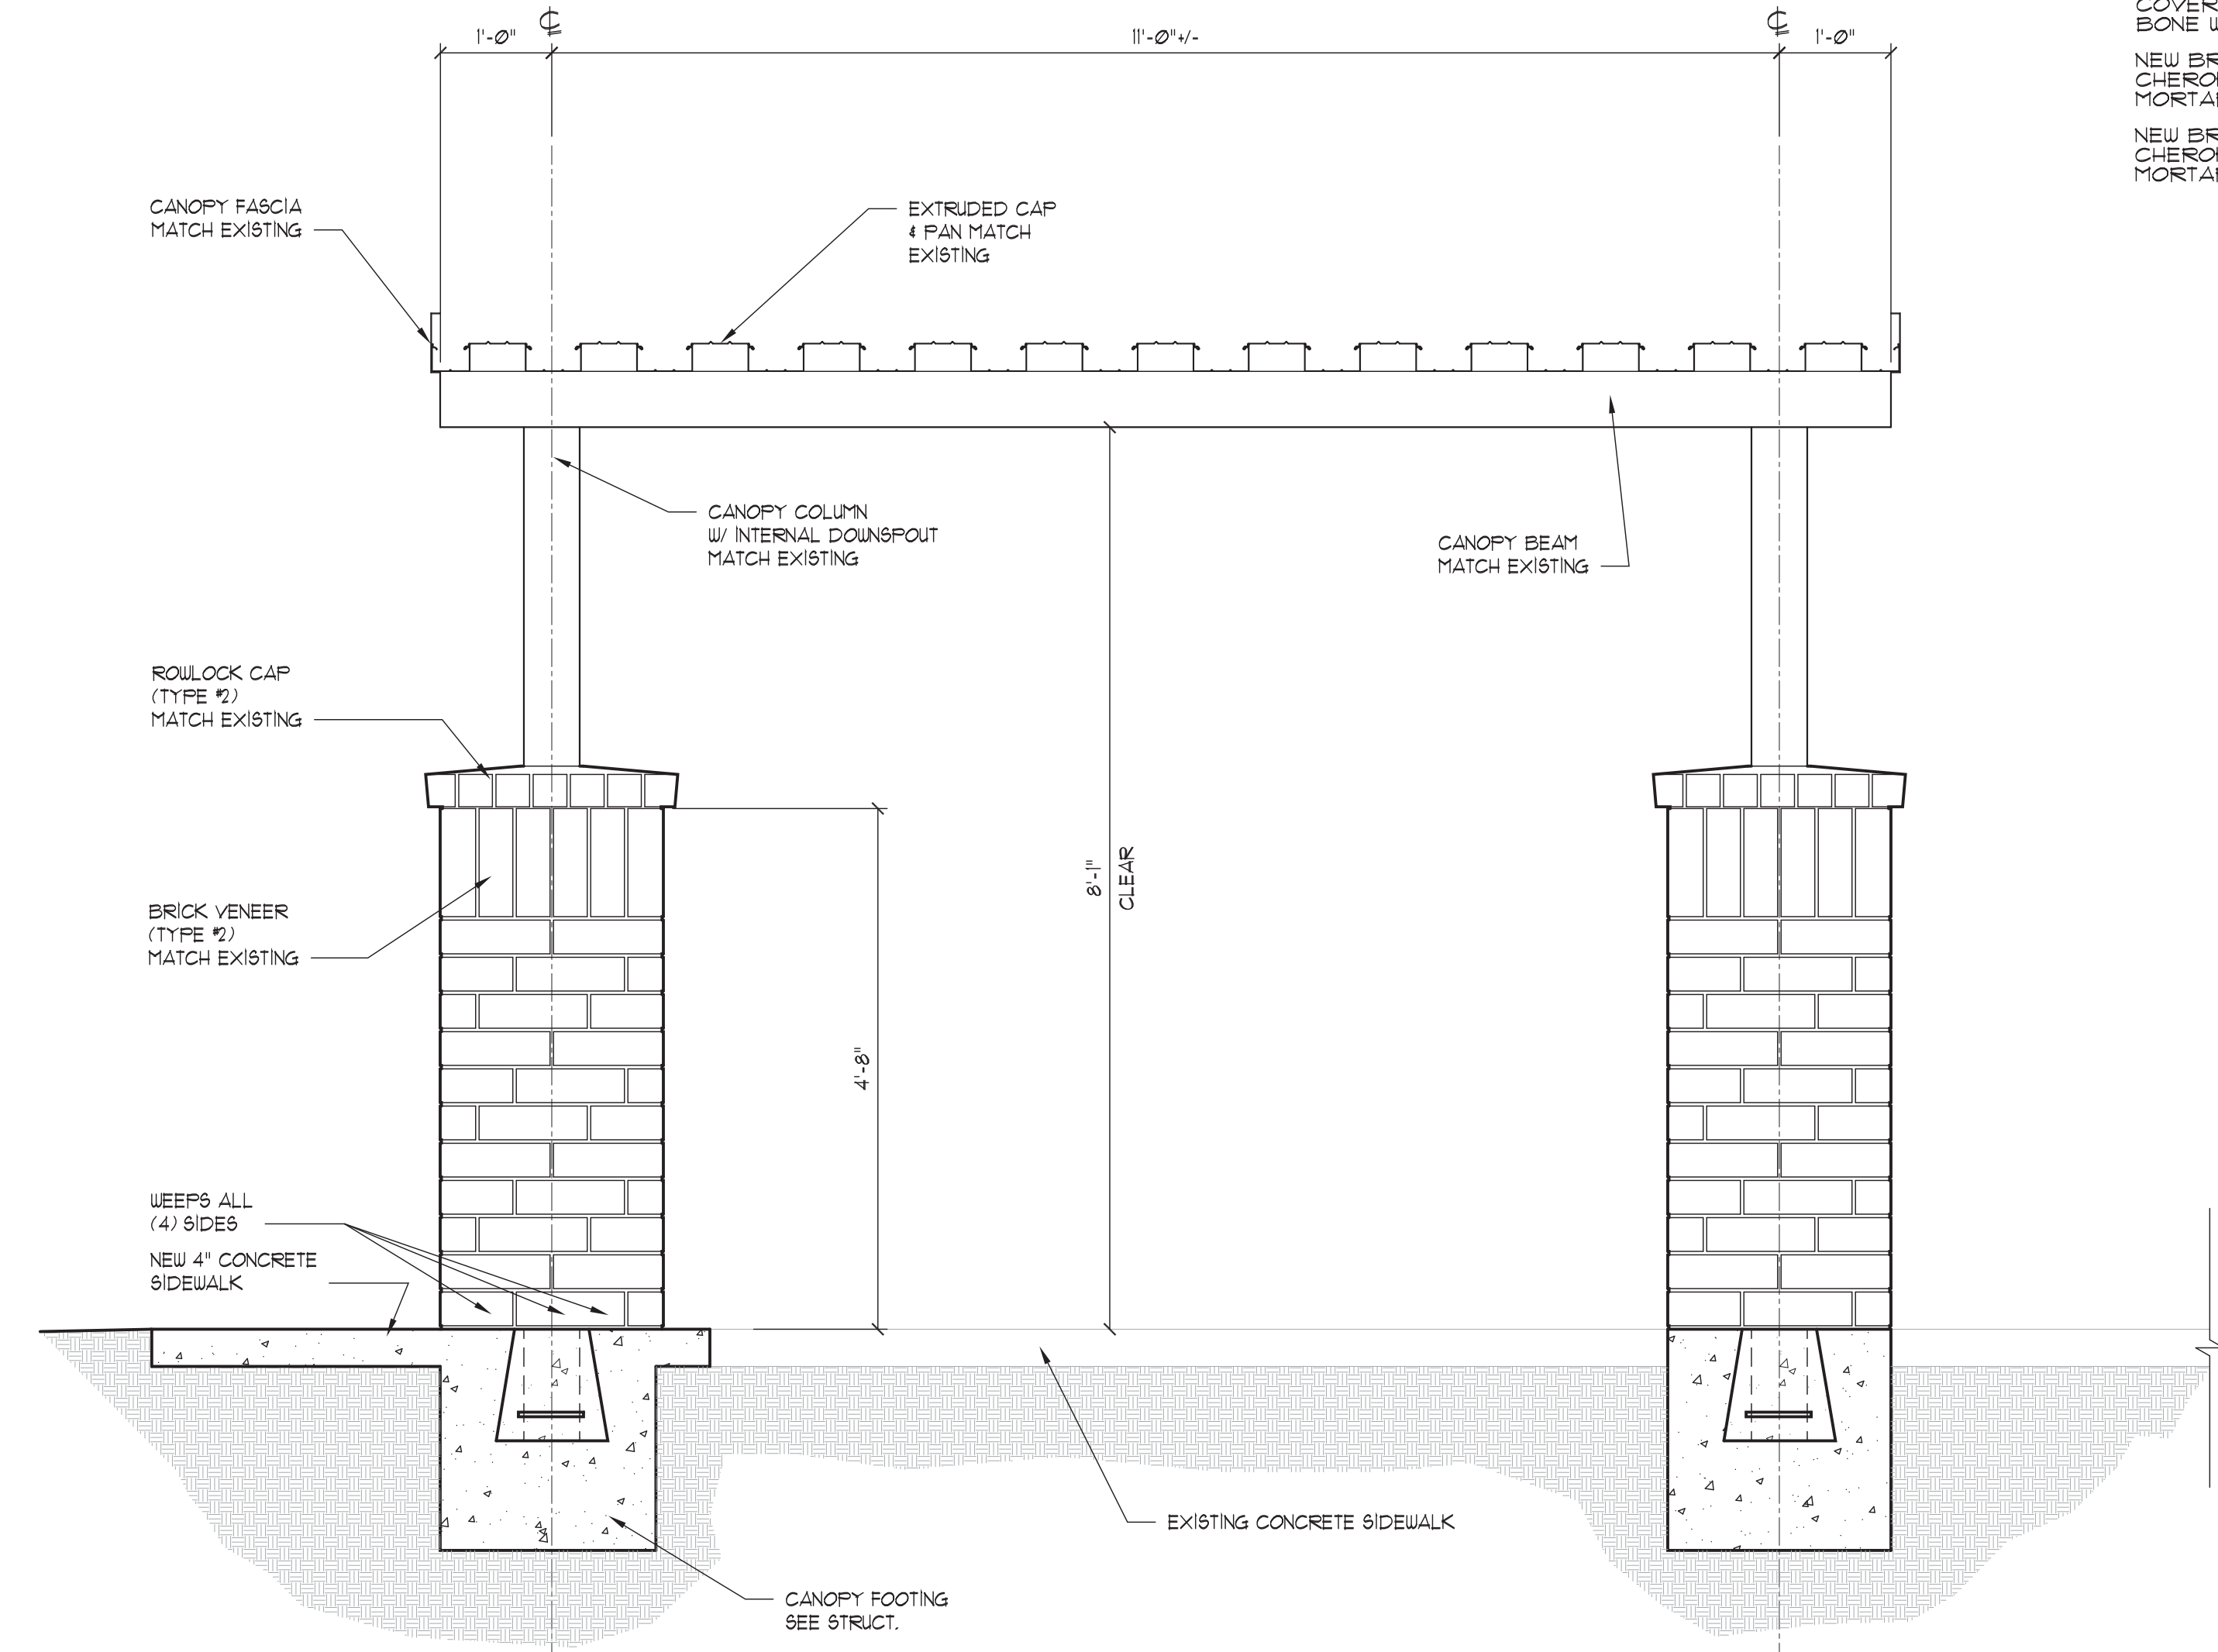 1'-0"
℄
11'-0"+/-
℄
1'-0"
BONE
NEW
CANOPY FASCIA
MATCH EXISTING
EXTRUDED CAP
& PAN MATCH
EXISTING
NEW
CANOPY COLUMN
W/ INTERNAL DOWNSPOUT
MATCH EXISTING
CANOPY BEAM
MATCH EXISTING
ROWLOCK CAP
(TYPE #2)
MATCH EXISTING
BRICK VENEER
(TYPE #2)
MATCH EXISTING
8'-1"
CLEAR
4'-8"
WEEPS ALL
(4) SIDES
NEW 4" CONCRETE
SIDEWALK
EXISTING CONCRETE SIDEWALK
CANOPY FOOTING
SEE STRUCT.